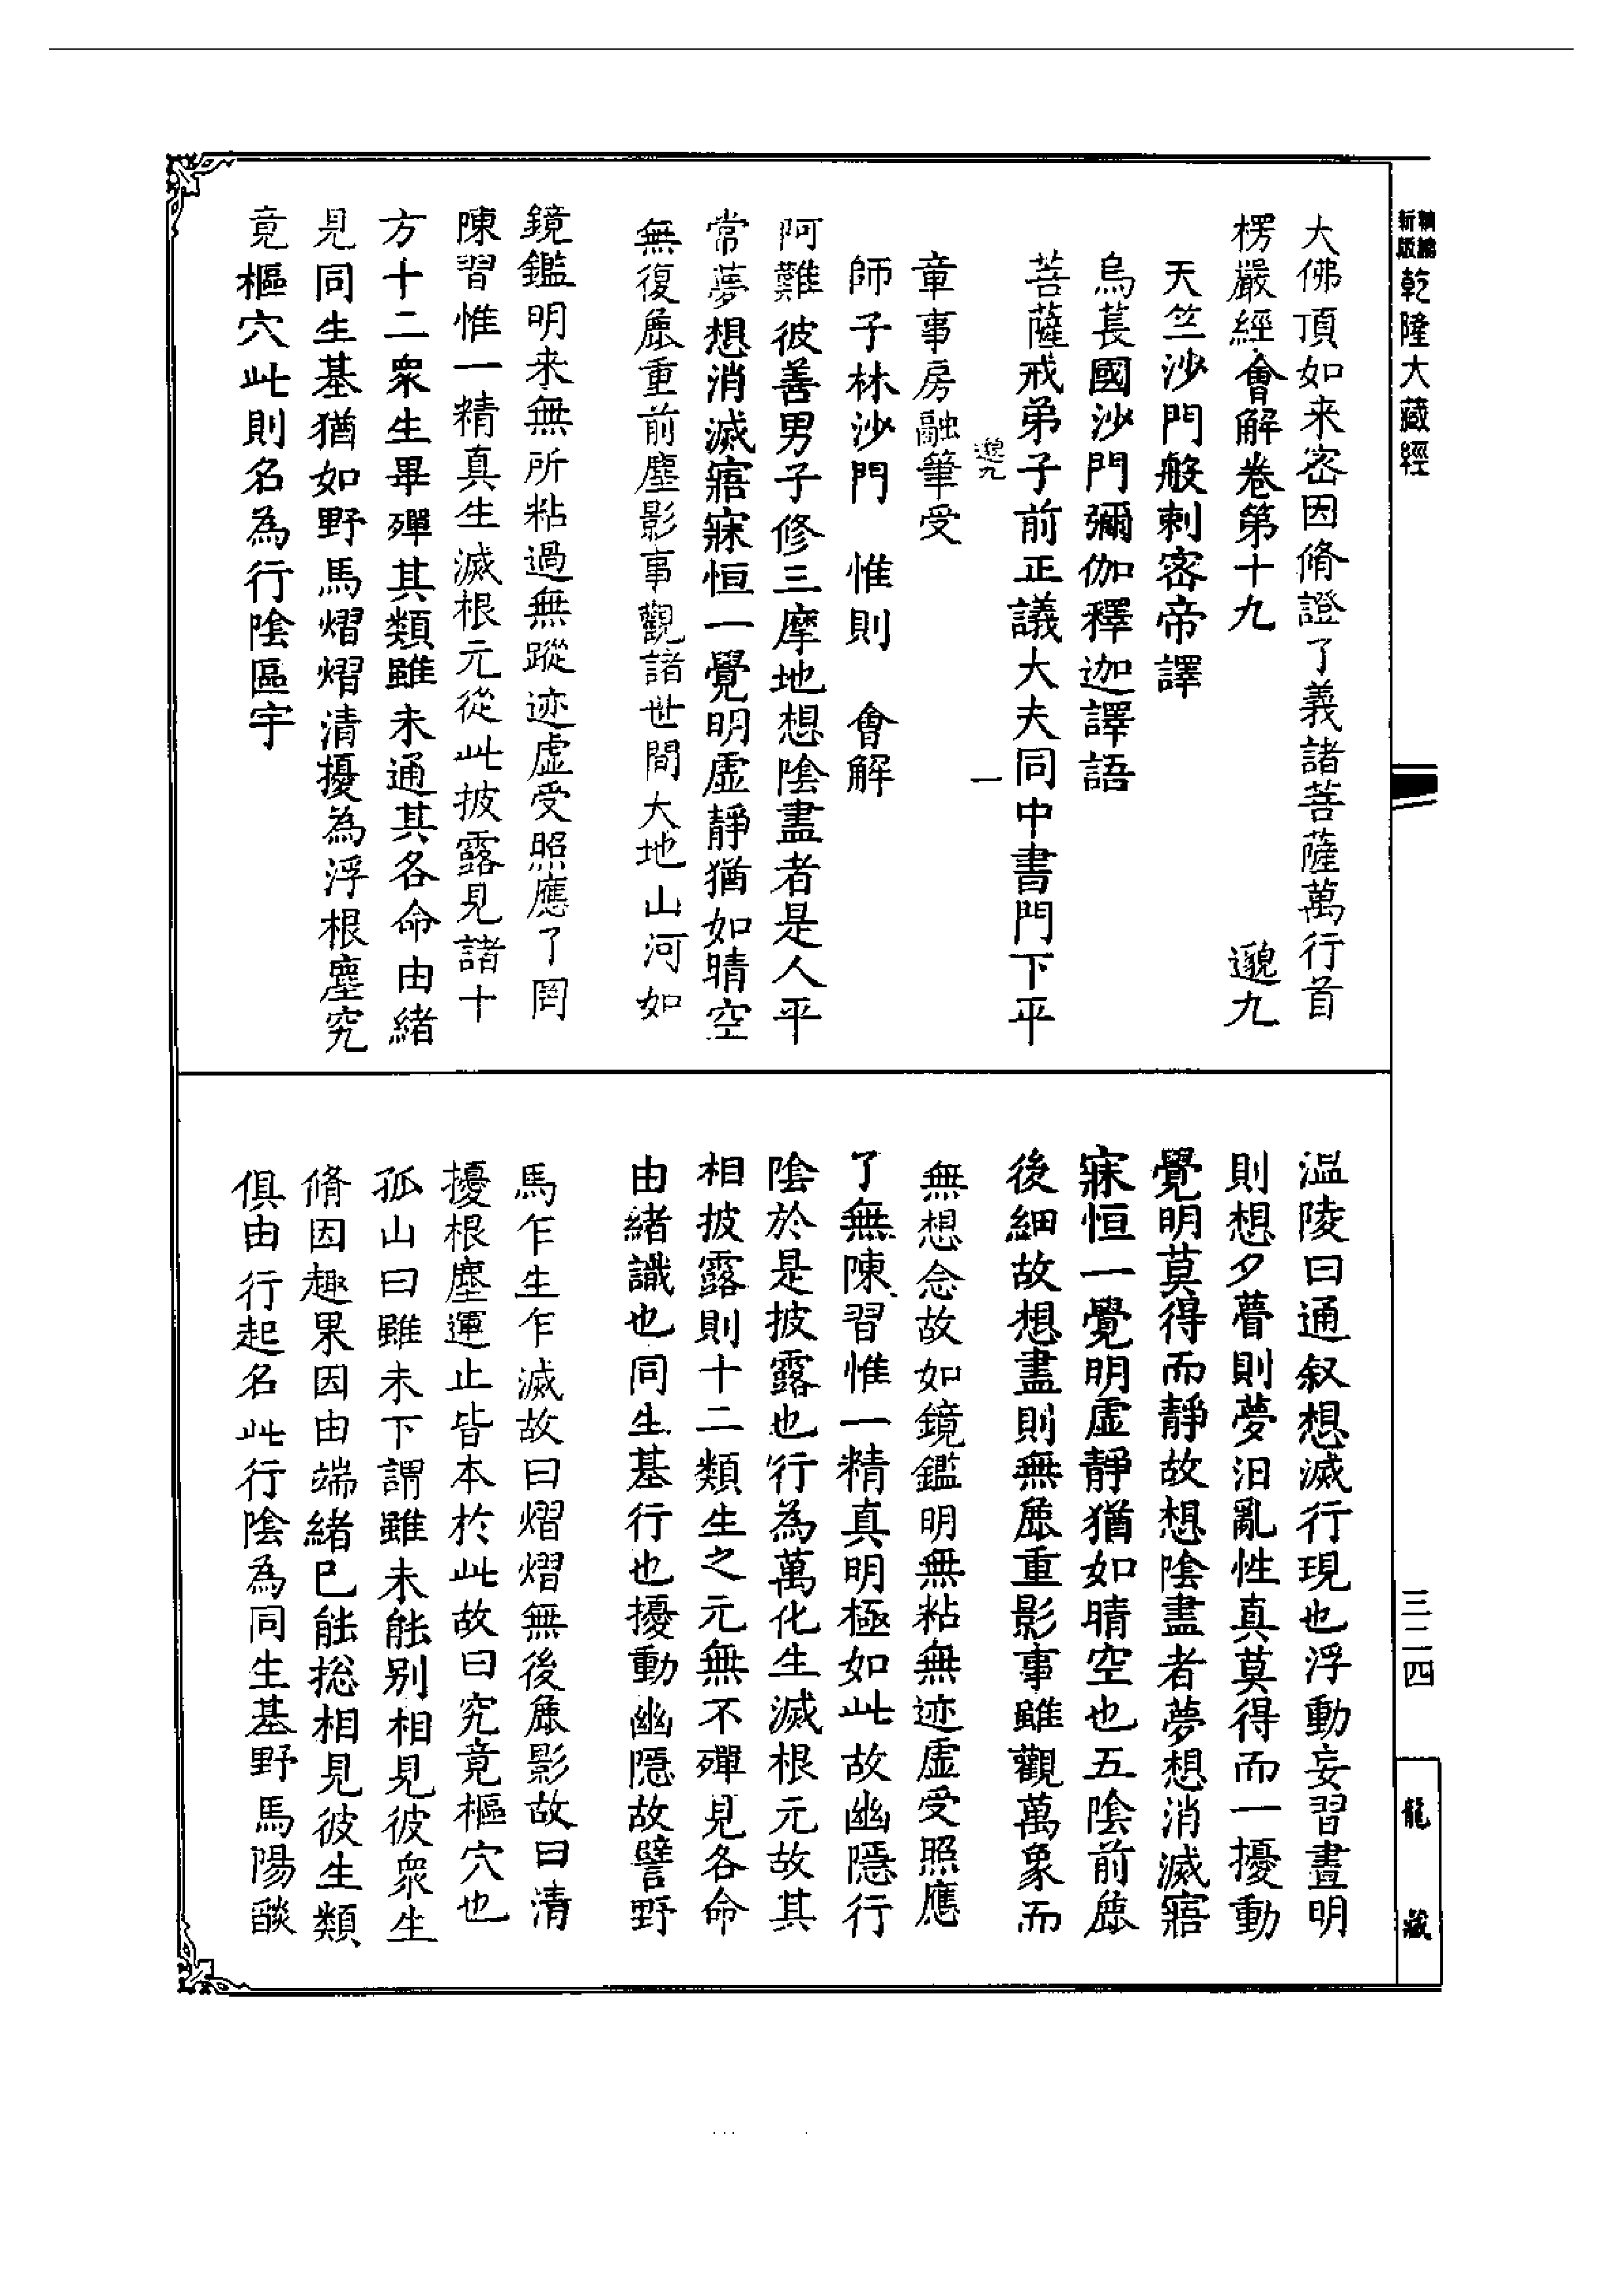 新版
精編
乾隆大藏經
三二四
龍藏
大佛頂如来密因脩證了義諸菩薩萬行首
楞嚴經會解卷第十九 邈九
天竺沙門般剌密帝譯
烏萇國沙門彌伽釋迦譯語
菩薩戒弟子前正議大夫同中書門下平
邈九 一
章事房融筆受
師子林沙門 惟則 會解
阿難彼善男子修三摩地想陰盡者是人平
常夢想消滅寤寐恒一覺明虛靜猶如晴空
無復麁重前塵影事觀諸世間大地山河如
鏡鑑明来無所粘過無蹤迹虛受照應了罔
陳習惟一精真生滅根元從此披露見諸十
方十二衆生畢殫其類雖未通其各命由緒
見同生基猶如野馬熠熠清擾為浮根塵究
竟樞穴此則名為行陰區宇
溫陵曰通叙想滅行現也浮動妄習晝明
則想夕瞢則夢汨亂性真莫得而一擾動
覺明莫得而靜故想陰盡者夢想消滅寤
寐恒一覺明虛靜猶如晴空也五陰前麁
後細故想盡則無麁重影事雖觀萬象而
無想念故如鏡鑑明無粘無迹虛受照應
了無陳習惟一精真明極如此故幽隱行
陰於是披露也行為萬化生滅根元故其
相披露則十二類生之元無不殫見各命
由緒識也同生基行也擾動幽隱故譬野
馬乍生乍滅故曰熠熠無後麁影故曰清
擾根塵運止皆本於此故曰究竟樞穴也
孤山曰雖未下謂雖未能別相見彼衆生
脩因趣果因由端緒巳能捴相見彼生類
俱由行起名此行陰為同生基野馬陽𦦨